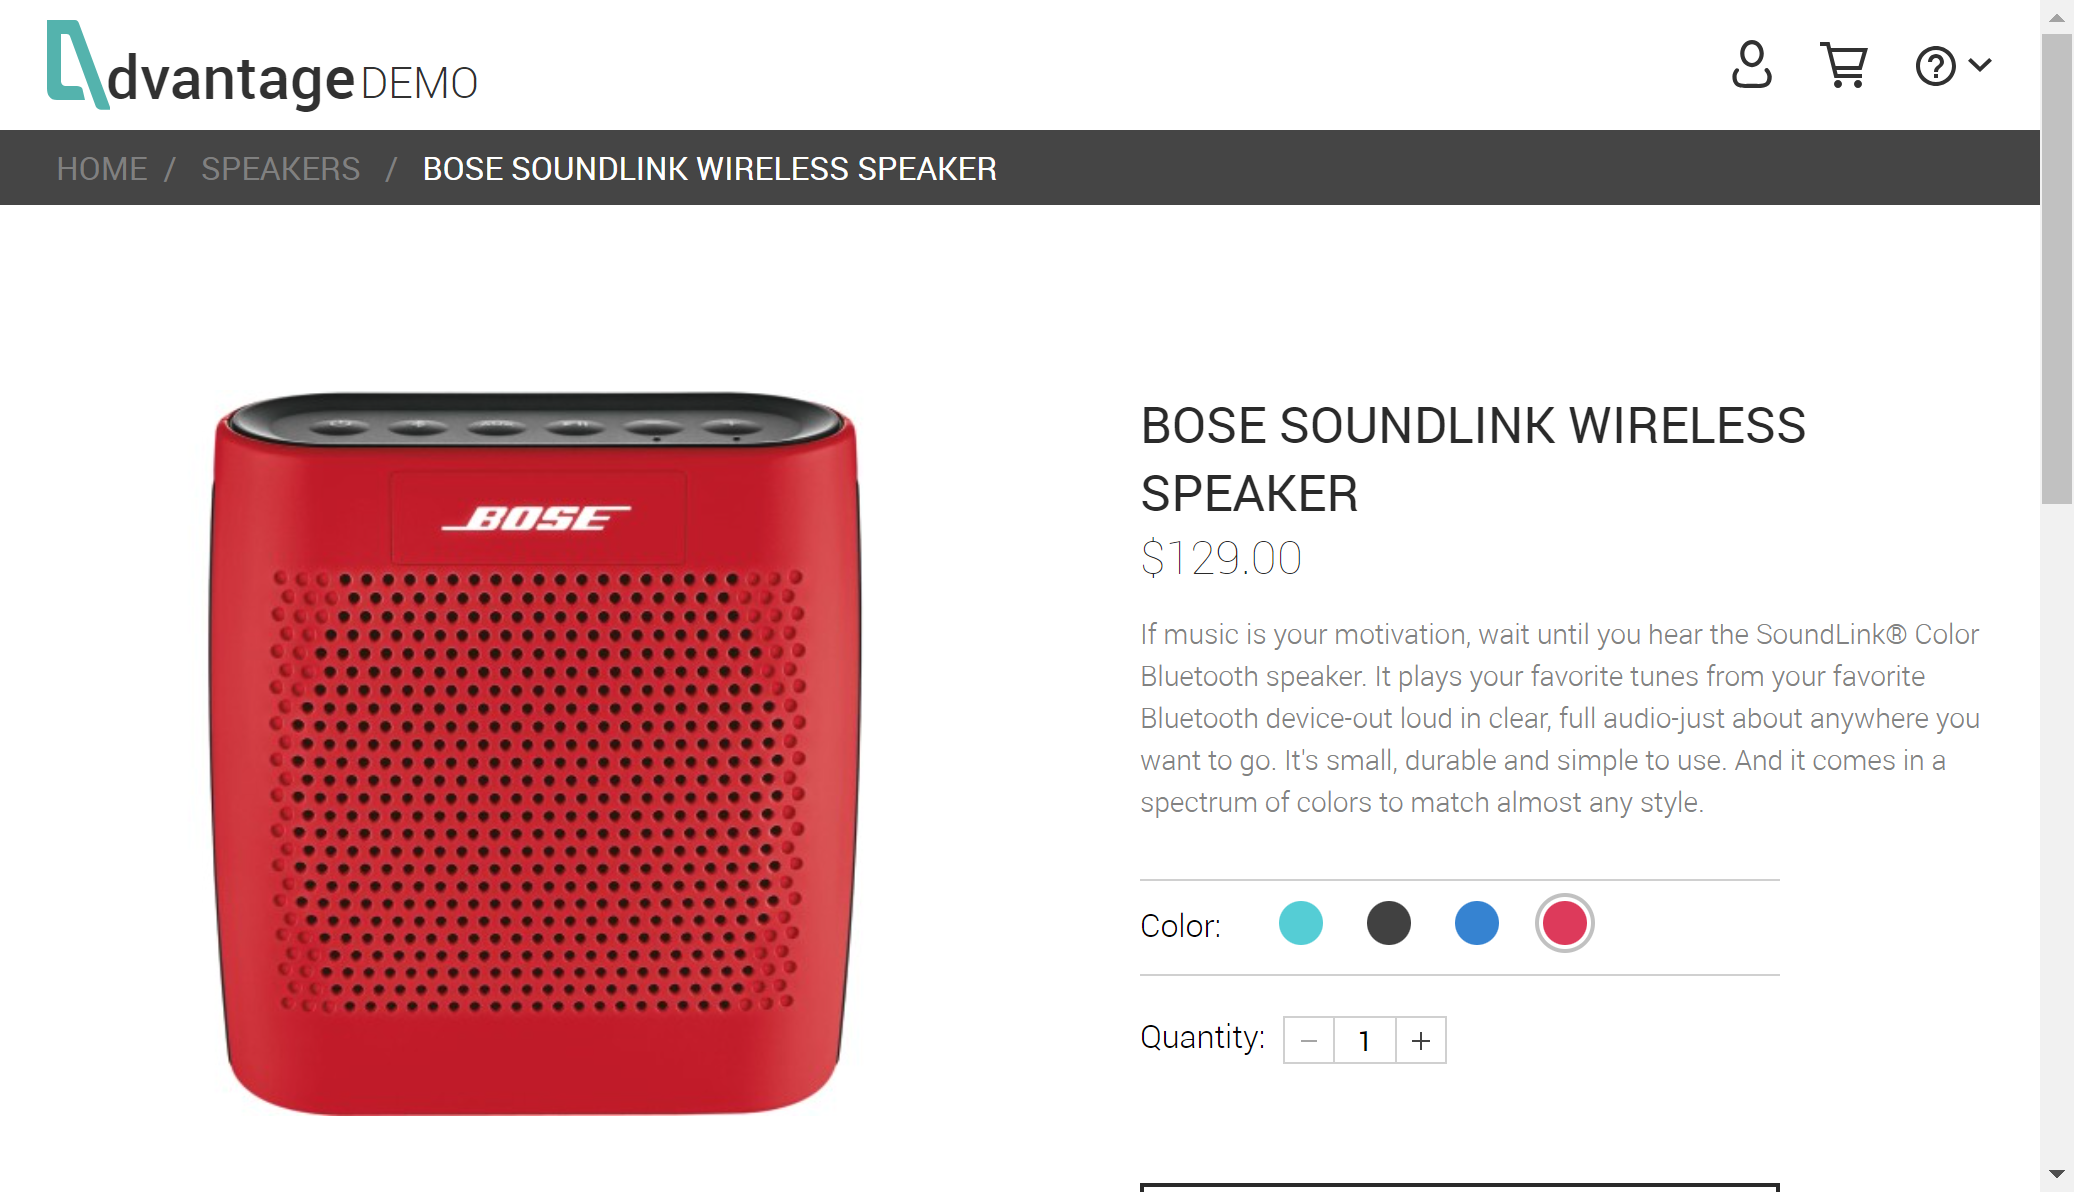 dvantage DEMO
HOME / SPEAKERS / BOSE SOUNDLINK WIRELESS SPEAKER
BOSE
BOSE SOUNDLINK WIRELESS
SPEAKER
$129.00
If music is your motivation, wait until you hear the SoundLink® Color
Bluetooth speaker. It plays your favorite tunes from your favorite
Bluetooth device-out loud in clear, full audio-just about anywhere you
want to go. It's small, durable and simple to use. And it comes in a
spectrum of colors to match almost any style.
Color:
Quantity: − 1 +